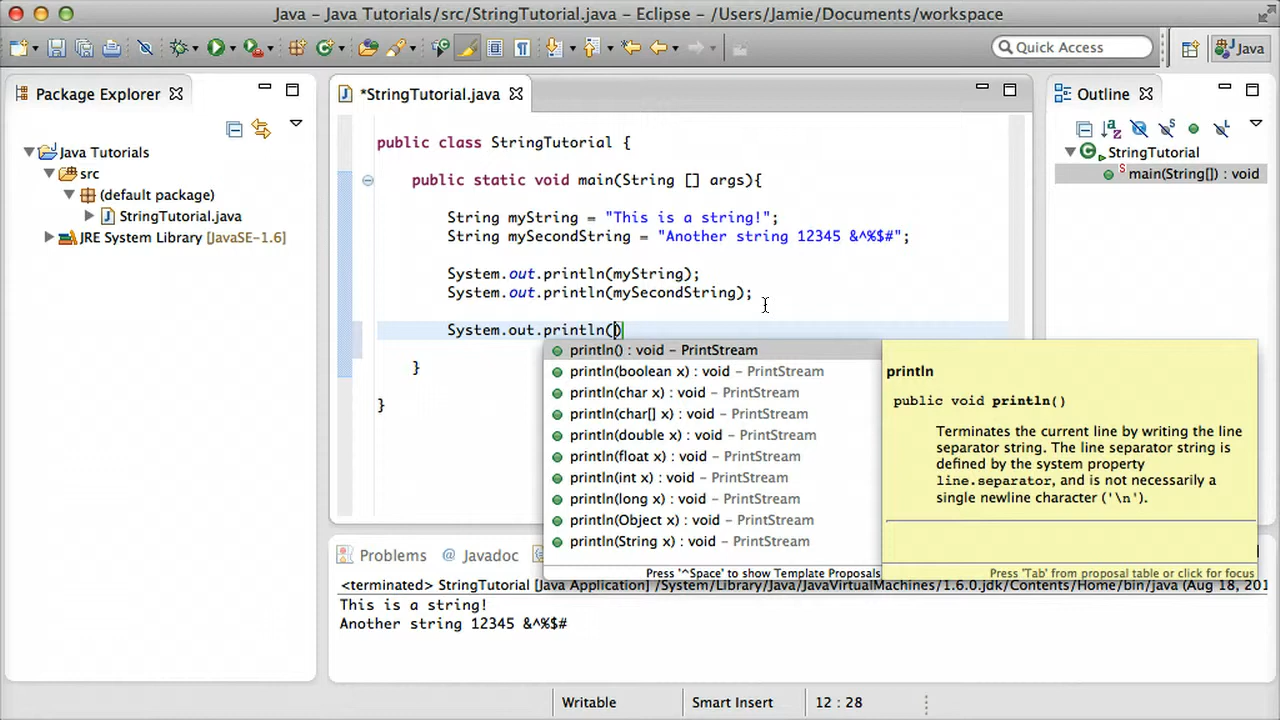 Java - Java Tutorials/src/StringTutorial.java - Eclipse - /Users/Jamie/Documents/workspace
Quick Access
Java
Package Explorer
Java Tutorials
src
(default package)
StringTutorial.java
JRE System Library [JavaSE-1.6]
*StringTutorial.java
public class StringTutorial {
public static void main(String [] args){
String myString = "This is a string!";
String mySecondString = "Another string 12345 &^%$#";
System.out.println(myString);
System.out.println(mySecondString);
System.out.println()
}
}
println() : void – PrintStream
println(boolean x) : void – PrintStream
println(char x) : void – PrintStream
println(char[] x) : void – PrintStream
println(double x) : void – PrintStream
println(float x) : void – PrintStream
println(int x) : void – PrintStream
println(long x) : void – PrintStream
println(Object x) : void – PrintStream
println(String x) : void – PrintStream
Press '^Space' to show Template Proposals
println
public void println()
Terminates the current line by writing the line
separator string. The line separator string is
defined by the system property
line.separator, and is not necessarily a
single newline character ('\n').
Press 'Tab' from proposal table or click for focus
Outline
StringTutorial
main(String[]) : void
Problems
@ Javadoc
<terminated> StringTutorial [Java Application] /System/Library/Java/JavaVirtualMachines/1.6.0.jdk/Contents/Home/bin/java (Aug 18, 201
This is a string!
Another string 12345 &^%$#
Writable
Smart Insert
12 : 28